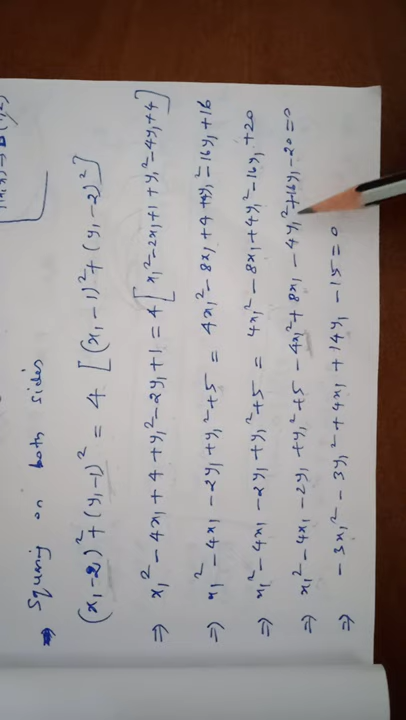 ⇒ Squring on both sides
(x₁-2)² + (y₁-1)² = 4 [(x₁-1)² + (y₁-2)²]
⇒ x₁² - 4x₁ + 4 + y₁² - 2y₁ + 1 = 4 [x₁² - 2x₁ + 1 + y₁² - 4y₁ + 4]
⇒ x₁² - 4x₁ - 2y₁ + y₁² + 5 = 4x₁² - 8x₁ + 4 + 4y₁² - 16y₁ + 16
⇒ x₁² - 4x₁ - 2y₁ + y₁² + 5 = 4x₁² - 8x₁ + 4y₁² - 16y₁ + 20
⇒ x₁² - 4x₁ - 2y₁ + y₁² + 5 - 4x₁² + 8x₁ - 4y₁² + 16y₁ - 20 = 0
⇒ -3x₁² - 3y₁² + 4x₁ + 14y₁ - 15 = 0